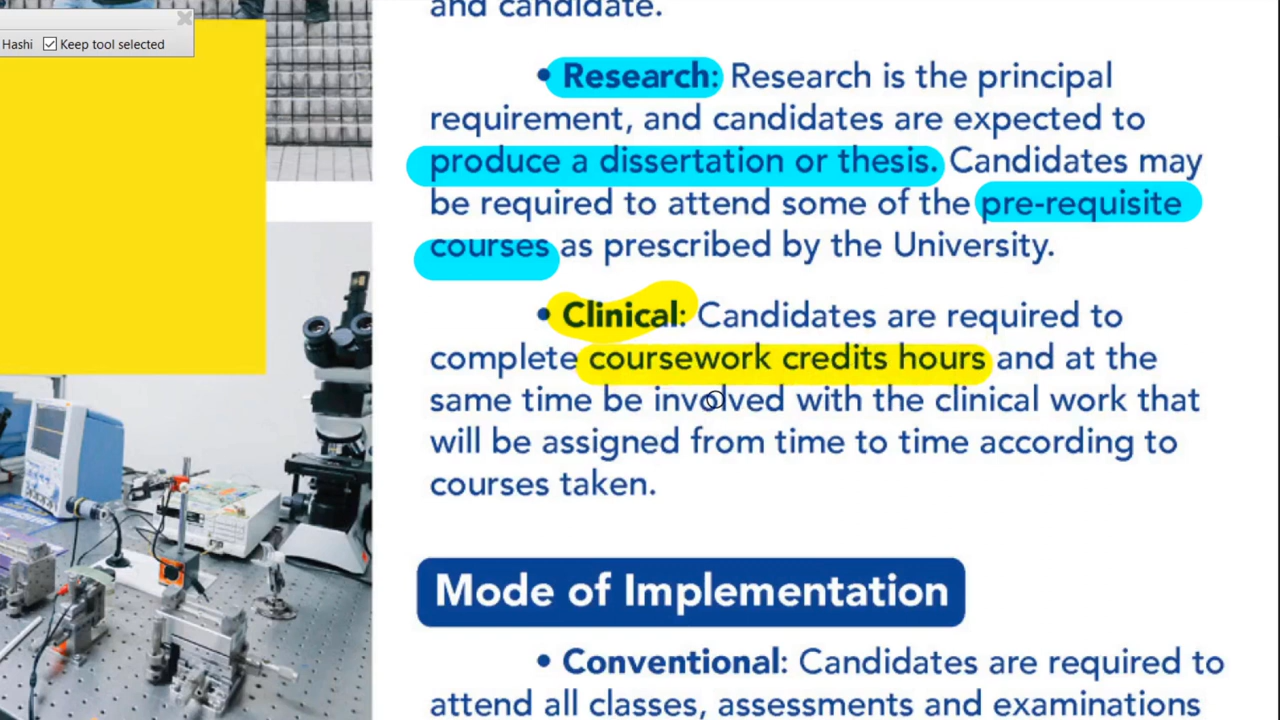 Hashi Keep tool selected
and candidate.
• Research: Research is the principal
requirement, and candidates are expected to
produce a dissertation or thesis. Candidates may
be required to attend some of the pre-requisite
courses as prescribed by the University.
• Clinical: Candidates are required to
complete coursework credits hours and at the
same time be involved with the clinical work that
will be assigned from time to time according to
courses taken.
Mode of Implementation
• Conventional: Candidates are required to
attend all classes, assessments and examinations